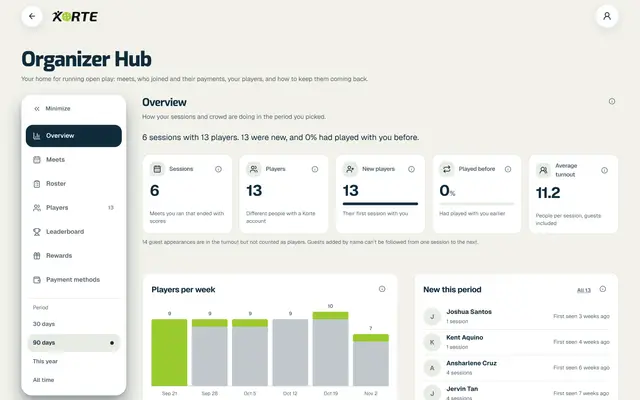 KORTE
Organizer Hub
Your home for running open play: meets, who joined and their payments, your players, and how to keep them coming back.
Minimize
Overview
Meets
Roster
Players 13
Leaderboard
Rewards
Payment methods
Period
30 days
90 days
This year
All time
Overview
How your sessions and crowd are doing in the period you picked.
6 sessions with 13 players. 13 were new, and 0% had played with you before.
Sessions
6
Meets you ran that ended with
scores
Players
13
Different people with a Korte
account
New players
13
Their first session with you
Played before
0%
Had played with you earlier
Average
turnout
11.2
People per session, guests
included
14 guest appearances are in the turnout but not counted as players. Guests added by name can't be followed from one session to the next.
Players per week
9 9 9 9 10 7
Sep 21 Sep 28 Oct 5 Oct 12 Oct 19 Nov 2
New this period
All 13
J Joshua Santos First seen 3 weeks ago
1 session
K Kent Aquino First seen 4 weeks ago
1 session
A Ansharlene Cruz First seen 6 weeks ago
4 sessions
J Jervin Tan First seen 7 weeks ago
4 sessions